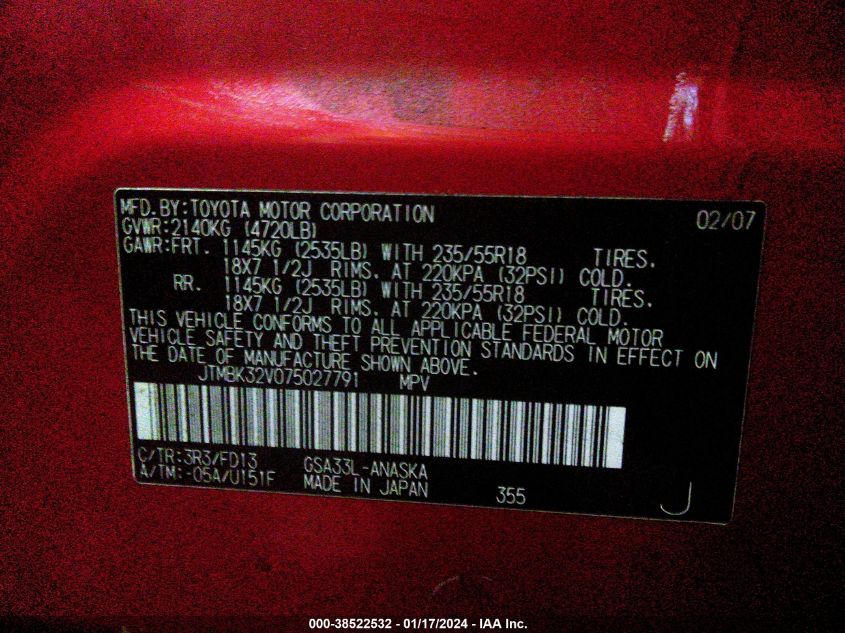 MFD.BY:TOYOTA MOTOR CORPORATION 02/07
GVWR:2140KG (4720LB)
GAWR:FRT. 1145KG (2535LB) WITH 235/55R18 TIRES.
18X7 1/2J RIMS. AT 220KPA (32PSI) COLD.
RR. 1145KG (2535LB) WITH 235/55R18 TIRES.
18X7 1/2J RIMS. AT 220KPA (32PSI) COLD.
THIS VEHICLE CONFORMS TO ALL APPLICABLE FEDERAL MOTOR
VEHICLE SAFETY AND THEFT PREVENTION STANDARDS IN EFFECT ON
THE DATE OF MANUFACTURE SHOWN ABOVE.
JTMBK32V075027791 MPV
C/TR:3R3/FD13 GSA33L-ANASKA
A/TM:-05A/U151F MADE IN JAPAN 355 J
000-38522532 - 01/17/2024 - IAA Inc.